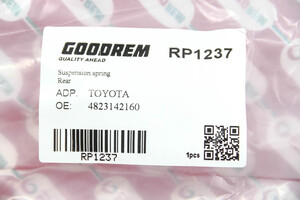 GOODREM RP1237
QUALITY AHEAD
Suspension spring
Rear
ADP. TOYOTA
OE: 4823142160
RP1237
1pcs